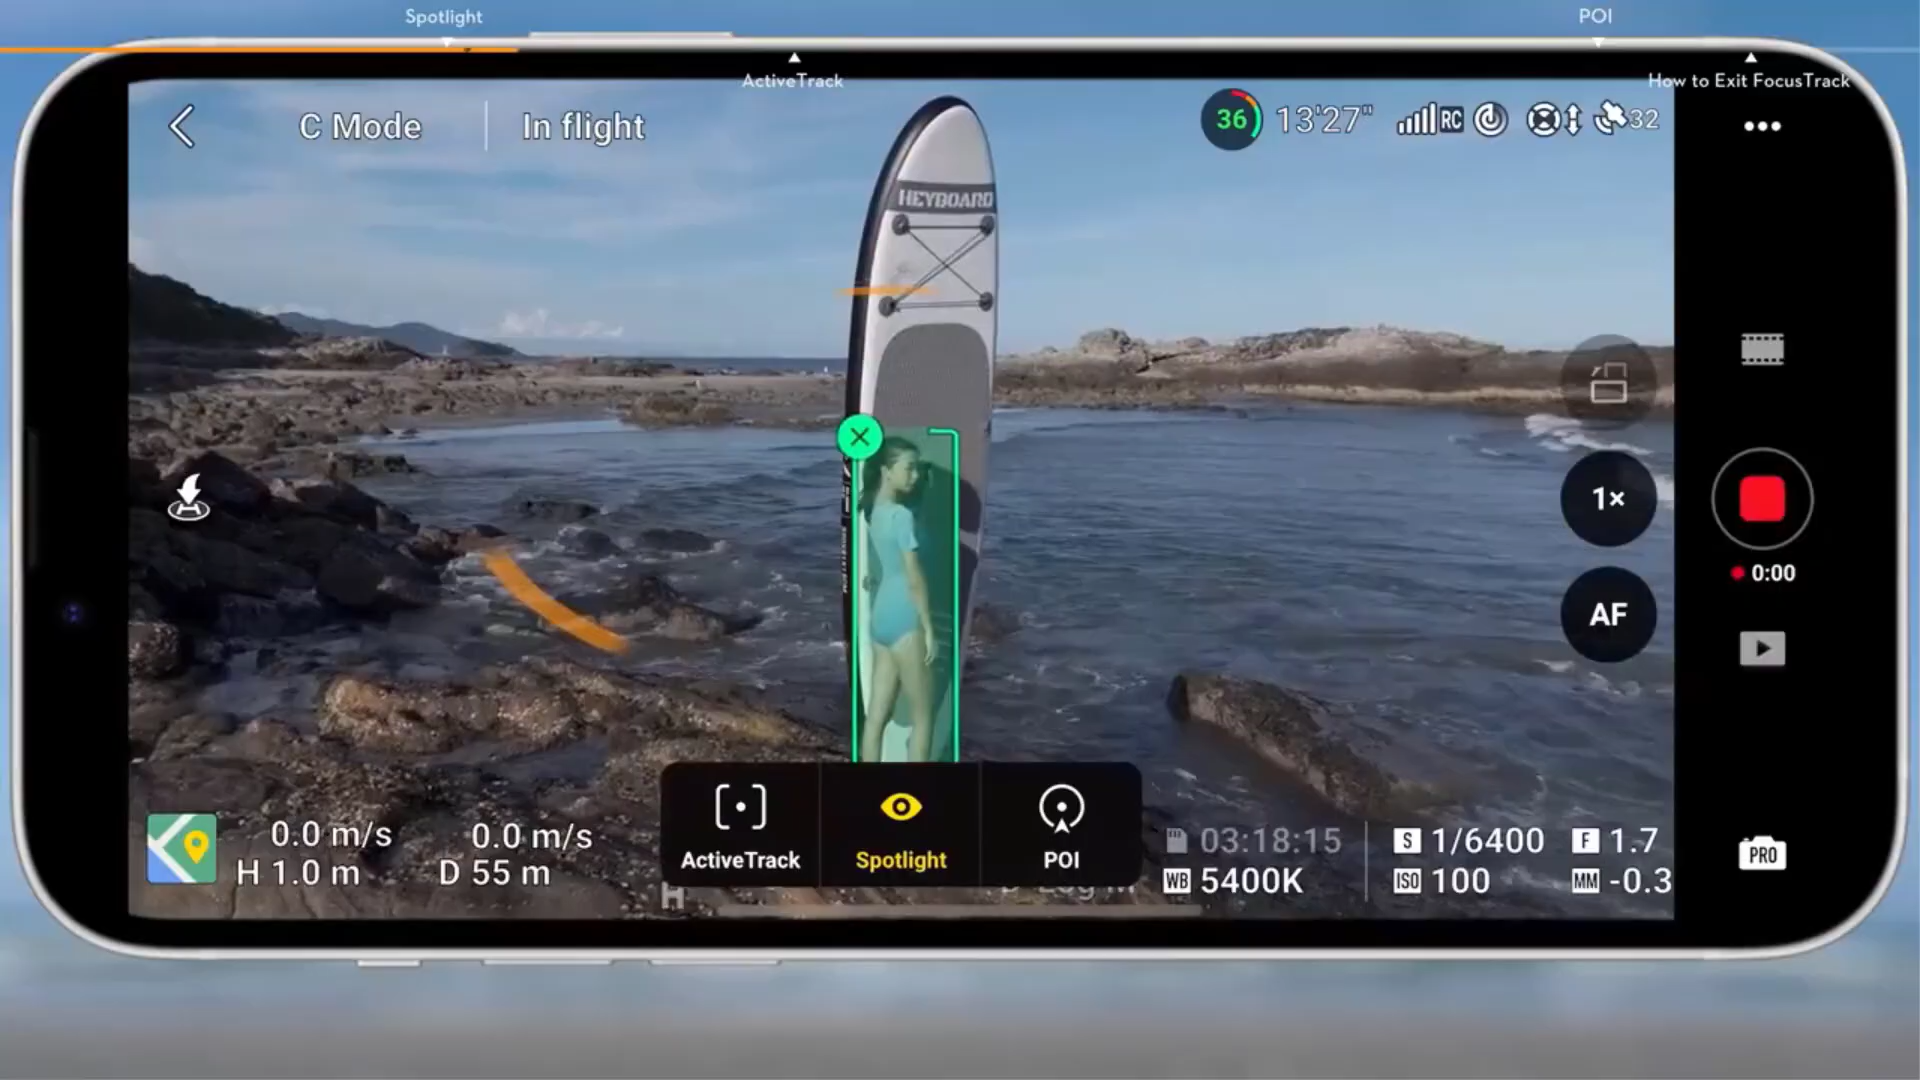 Spotlight
POI
ActiveTrack
How to Exit FocusTrack
C Mode
In flight
36
13'27"
RC
32
HEYBOARD
1×
0:00
AF
0.0 m/s
0.0 m/s
H 1.0 m
D 55 m
ActiveTrack
Spotlight
POI
03:18:15
S 1/6400
F 1.7
WB 5400K
ISO 100
MM -0.3
PRO
H